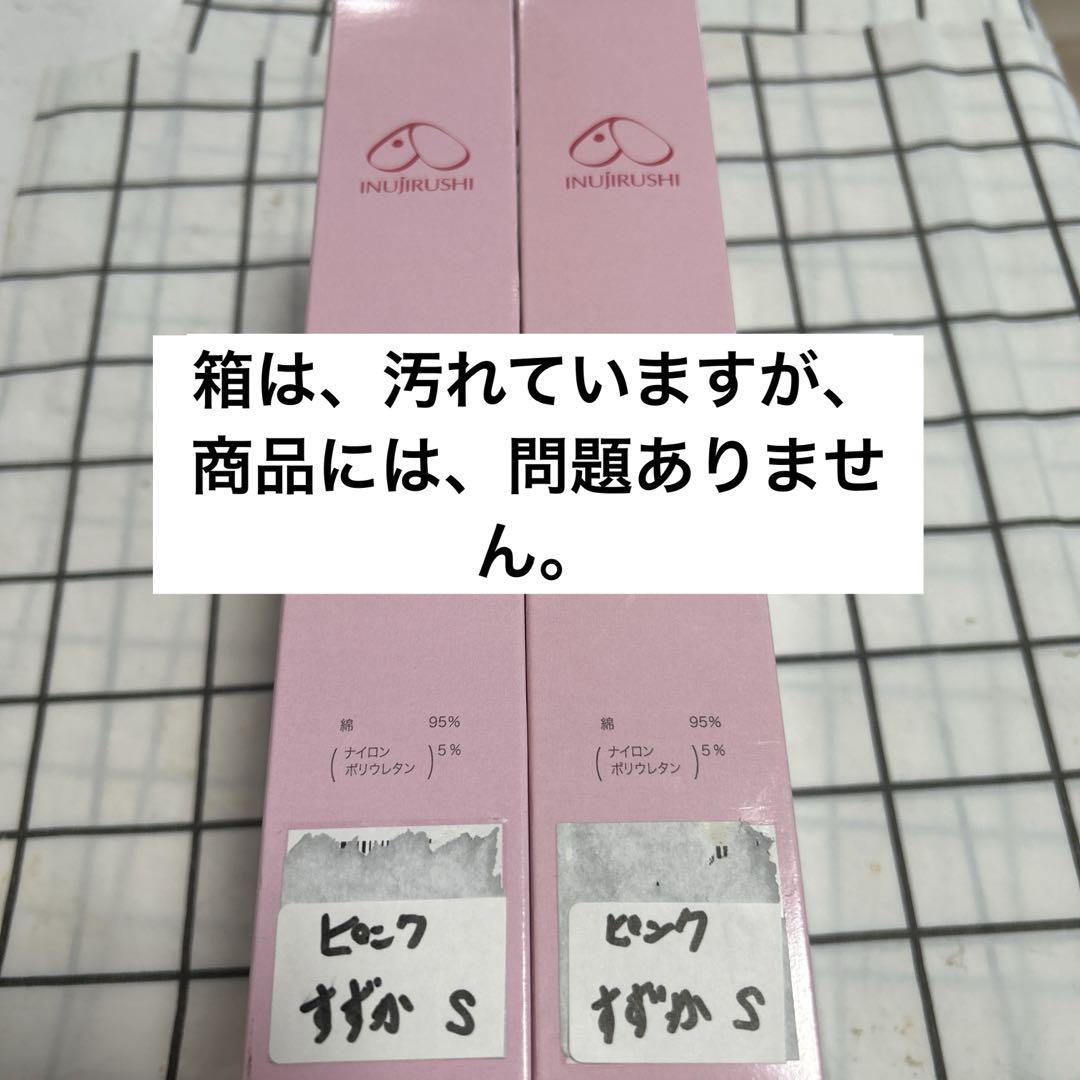 INUJIRUSHI
INUJIRUSHI
箱は、汚れていますが、
商品には、問題ありませ
ん。
綿 95%
(ナイロン
ポリウレタン) 5%
綿 95%
(ナイロン
ポリウレタン) 5%
ピンク
すずか S
ピンク
すずか S